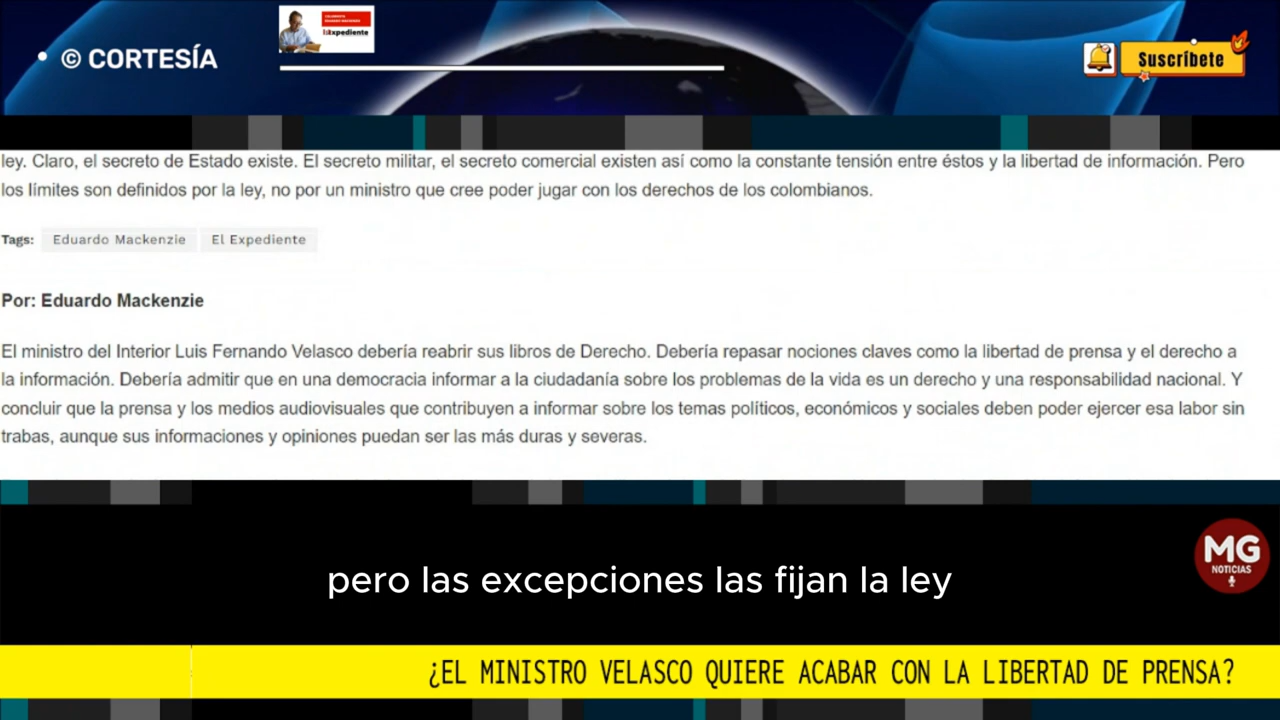 © CORTESÍA
Suscríbete
ley. Claro, el secreto de Estado existe. El secreto militar, el secreto comercial existen así como la constante tensión entre éstos y la libertad de información. Pero
los límites son definidos por la ley, no por un ministro que cree poder jugar con los derechos de los colombianos.
Tags: Eduardo Mackenzie El Expediente
Por: Eduardo Mackenzie
El ministro del Interior Luis Fernando Velasco debería reabrir sus libros de Derecho. Debería repasar nociones claves como la libertad de prensa y el derecho a
la información. Debería admitir que en una democracia informar a la ciudadanía sobre los problemas de la vida es un derecho y una responsabilidad nacional. Y
concluir que la prensa y los medios audiovisuales que contribuyen a informar sobre los temas políticos, económicos y sociales deben poder ejercer esa labor sin
trabas, aunque sus informaciones y opiniones puedan ser las más duras y severas.
MG
NOTICIAS
pero las excepciones las fijan la ley
¿EL MINISTRO VELASCO QUIERE ACABAR CON LA LIBERTAD DE PRENSA?